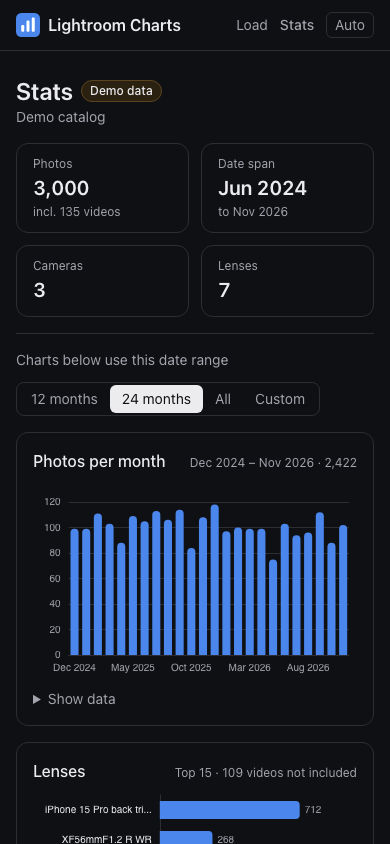 Lightroom Charts
Load Stats Auto
Stats Demo data
Demo catalog
Photos
3,000
incl. 135 videos
Date span
Jun 2024
to Nov 2026
Cameras
3
Lenses
7
Charts below use this date range
12 months 24 months All Custom
Photos per month
Dec 2024 – Nov 2026 · 2,422
120
100
80
60
40
20
0
Dec 2024 May 2025 Oct 2025 Mar 2026 Aug 2026
Show data
Lenses
Top 15 · 109 videos not included
iPhone 15 Pro back tri... 712
XF56mmF1.2 R WR 268